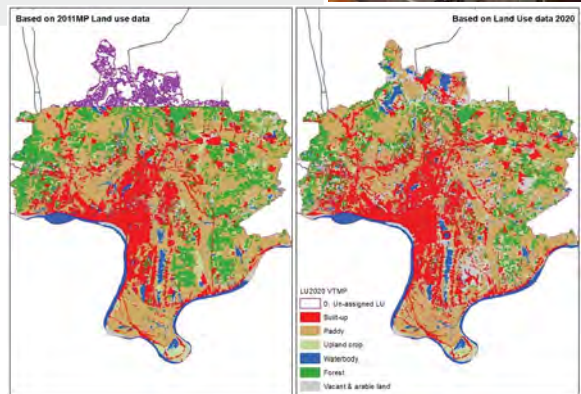 Based on 2011MP Land use data
Based on Land Use data 2020
LU2020 VTMP
0: Un-assigned LU
Built-up
Paddy
Upland crop
Waterbody
Forest
Vacant & arable land